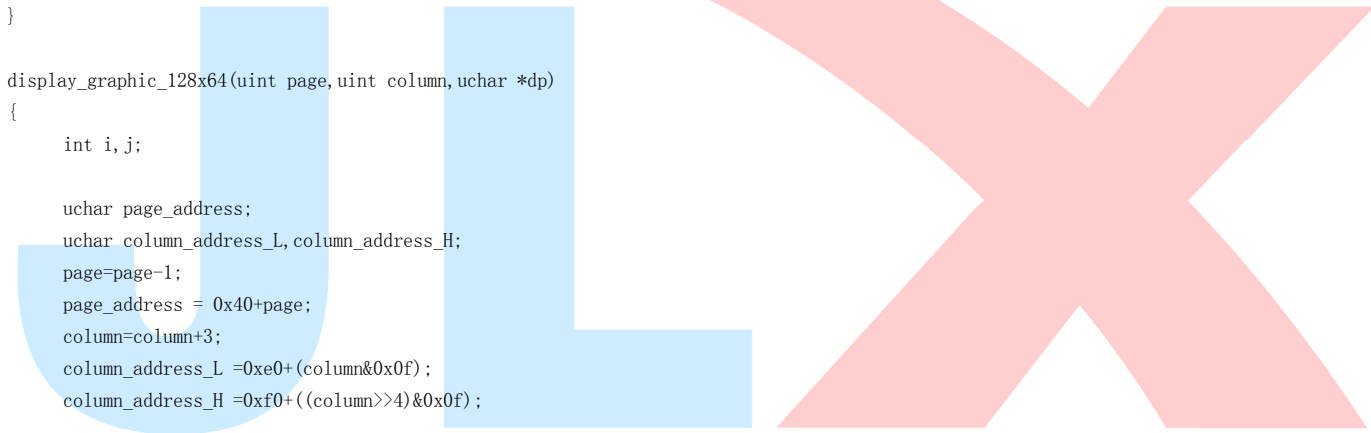 }
display_graphic_128x64(uint page,uint column,uchar *dp)
{
int i,j;
uchar page_address;
uchar column_address_L,column_address_H;
page=page-1;
page_address = 0x40+page;
column=column+3;
column_address_L =0xe0+(column&0x0f);
column_address_H =0xf0+((column>>4)&0x0f);
JLX